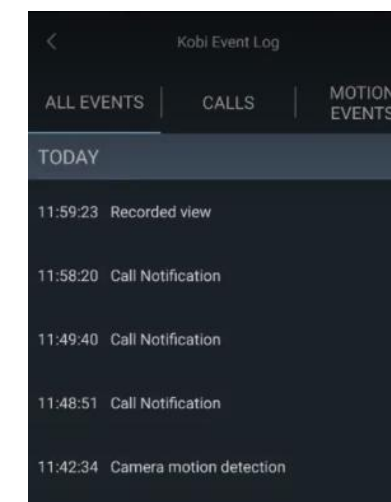 Kobi Event Log
ALL EVENTS
CALLS
MOTION
EVENTS
TODAY
11:59:23 Recorded view
11:58:20 Call Notification
11:49:40 Call Notification
11:48:51 Call Notification
11:42:34 Camera motion detection